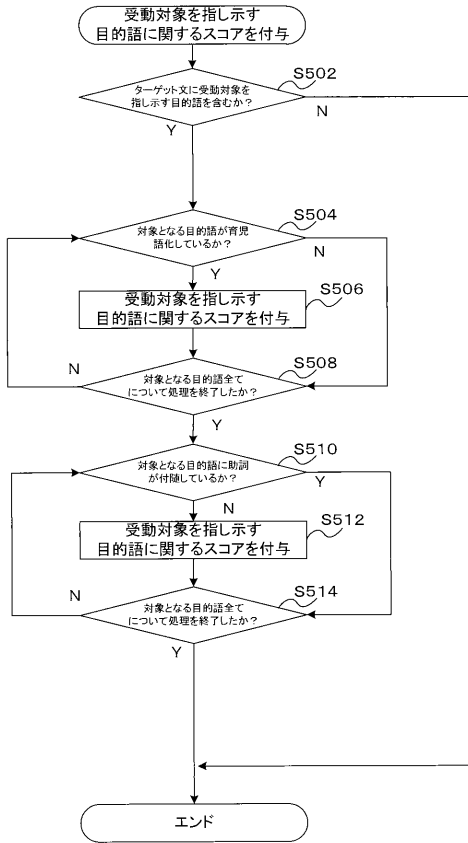 受動対象を指し示す
目的語に関するスコアを付与
S502
ターゲット文に受動対象を
指し示す目的語を含むか？
N
Y
S504
対象となる目的語が育児
語化しているか？
N
Y
S506
受動対象を指し示す
目的語に関するスコアを付与
S508
N
対象となる目的語全て
について処理を終了したか？
Y
S510
対象となる目的語に助詞
が付随しているか？
Y
N
S512
受動対象を指し示す
目的語に関するスコアを付与
S514
N
対象となる目的語全て
について処理を終了したか？
Y
エンド